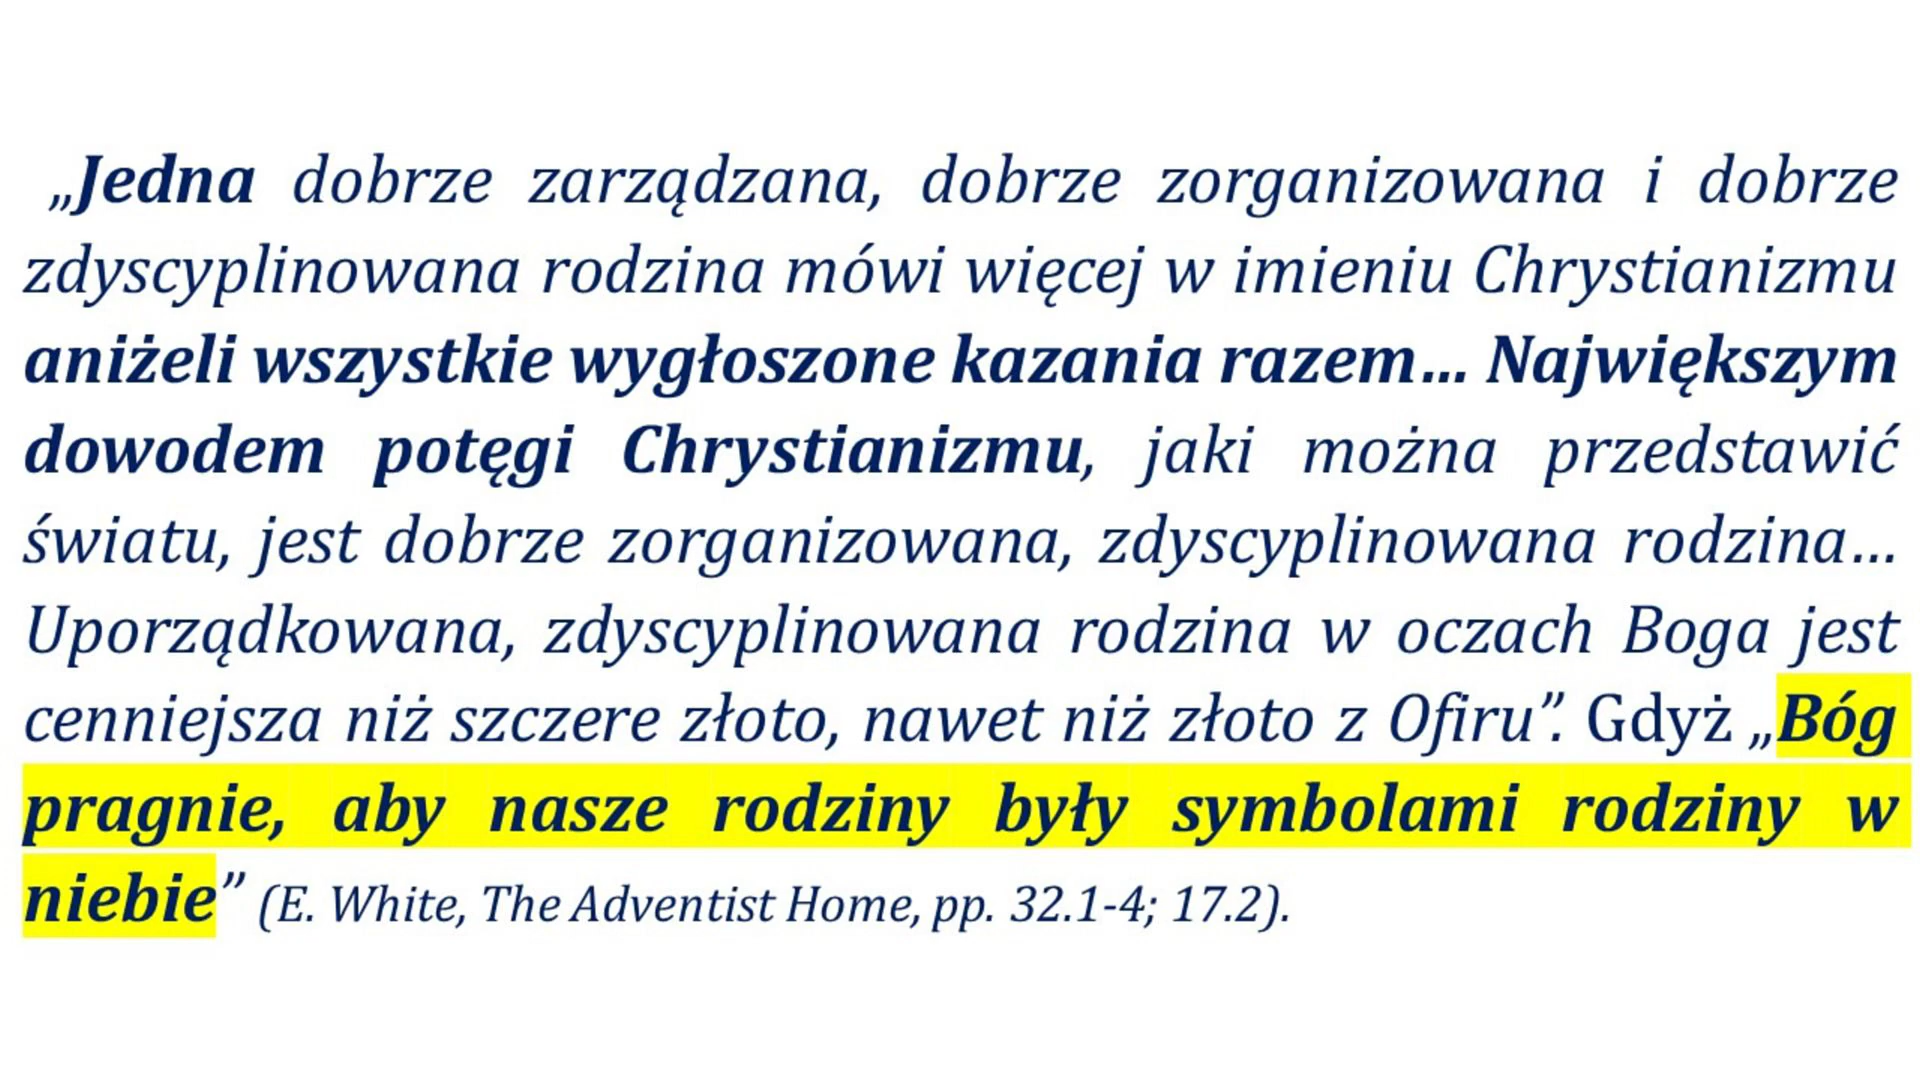 „Jedna dobrze zarządzana, dobrze zorganizowana i dobrze
zdyscyplinowana rodzina mówi więcej w imieniu Chrystianizmu
aniżeli wszystkie wygłoszone kazania razem... Największym
dowodem potęgi Chrystianizmu, jaki można przedstawić
światu, jest dobrze zorganizowana, zdyscyplinowana rodzina...
Uporządkowana, zdyscyplinowana rodzina w oczach Boga jest
cenniejsza niż szczere złoto, nawet niż złoto z Ofiru”. Gdyż „Bóg
pragnie, aby nasze rodziny były symbolami rodziny w
niebie” (E. White, The Adventist Home, pp. 32.1-4; 17.2).